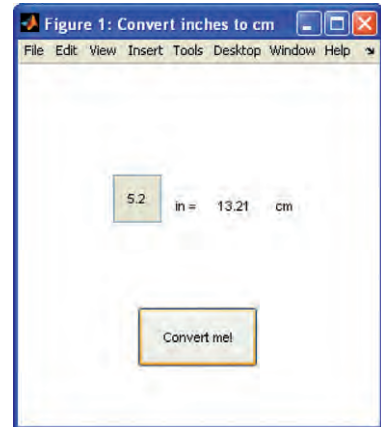 Figure 1: Convert inches to cm
File Edit View Insert Tools Desktop Window Help
5.2 in = 13.21 cm
Convert me!